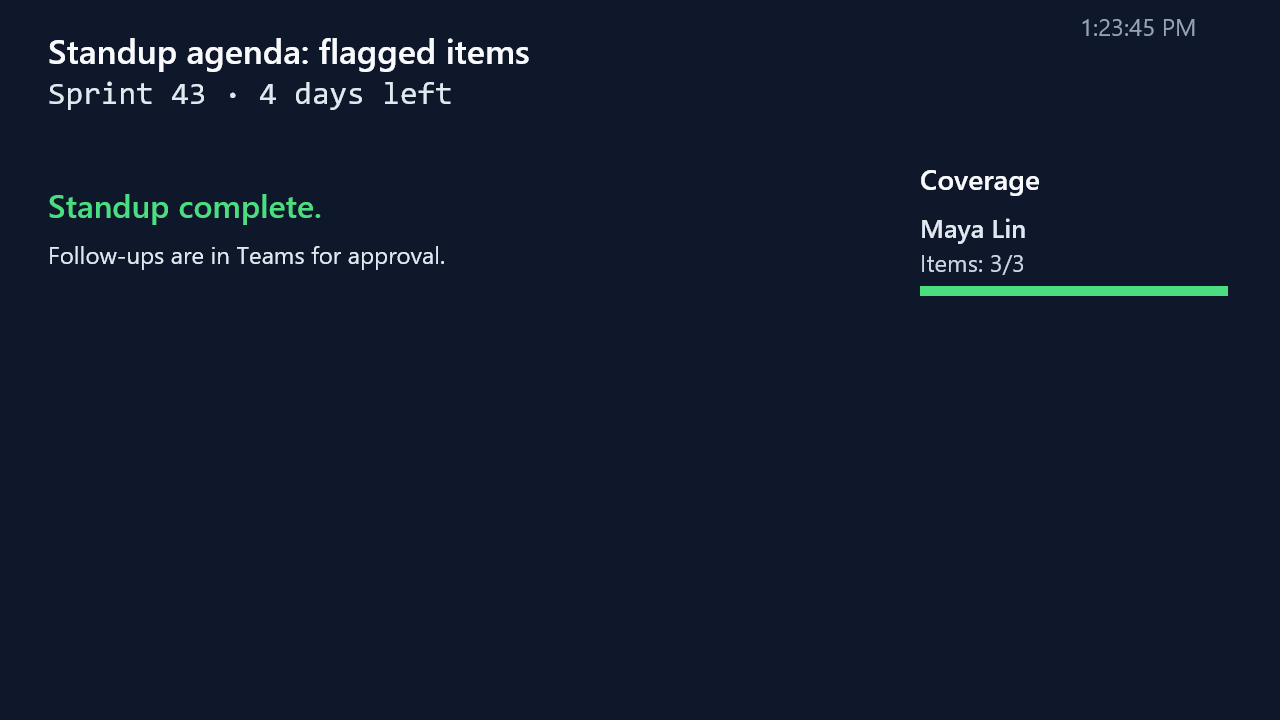 1:23:45 PM
Standup agenda: flagged items
Sprint 43 · 4 days left
Standup complete.
Follow-ups are in Teams for approval.
Coverage
Maya Lin
Items: 3/3